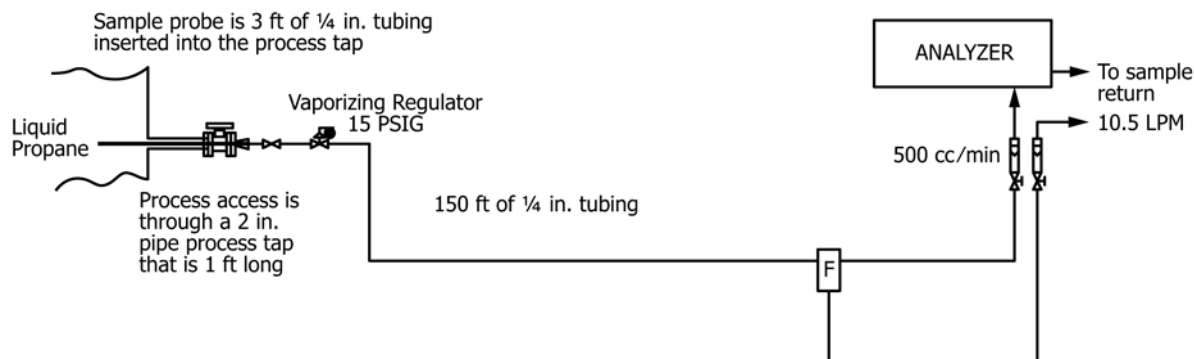 Sample probe is 3 ft of ¼ in. tubing
inserted into the process tap
Liquid
Propane
Vaporizing Regulator
15 PSIG
Process access is
through a 2 in.
pipe process tap
that is 1 ft long
150 ft of ¼ in. tubing
F
ANALYZER
To sample
return
10.5 LPM
500 cc/min